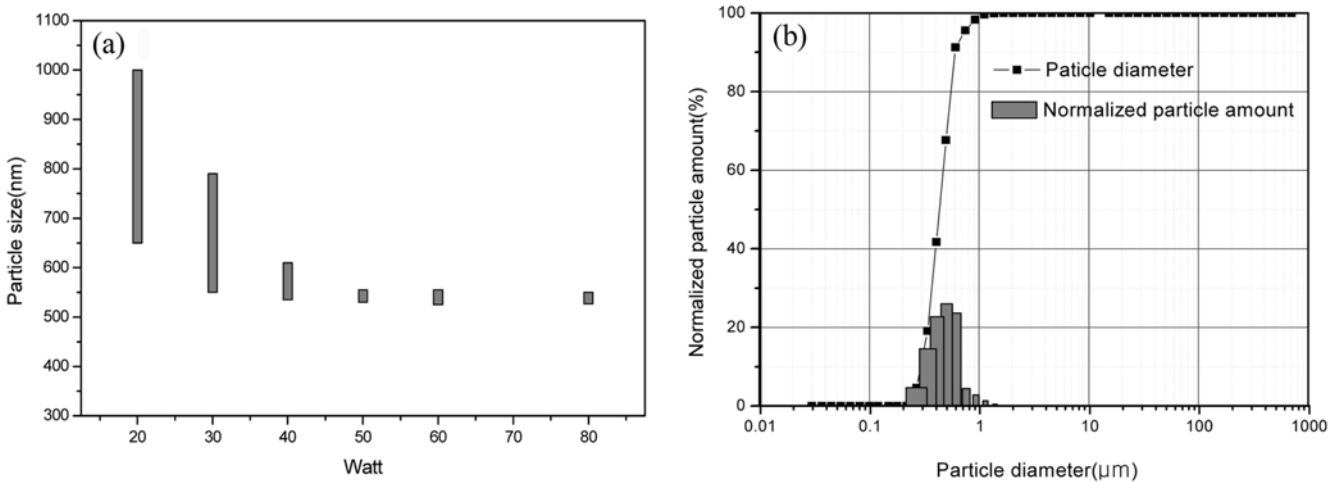 (a)
Particle size(nm)
1100
1000
900
800
700
600
500
400
300
20 30 40 50 60 70 80
Watt
(b)
Normalized particle amount(%)
100
80
60
40
20
0
Paticle diameter
Normalized particle amount
0.01 0.1 1 10 100 1000
Particle diameter(μm)